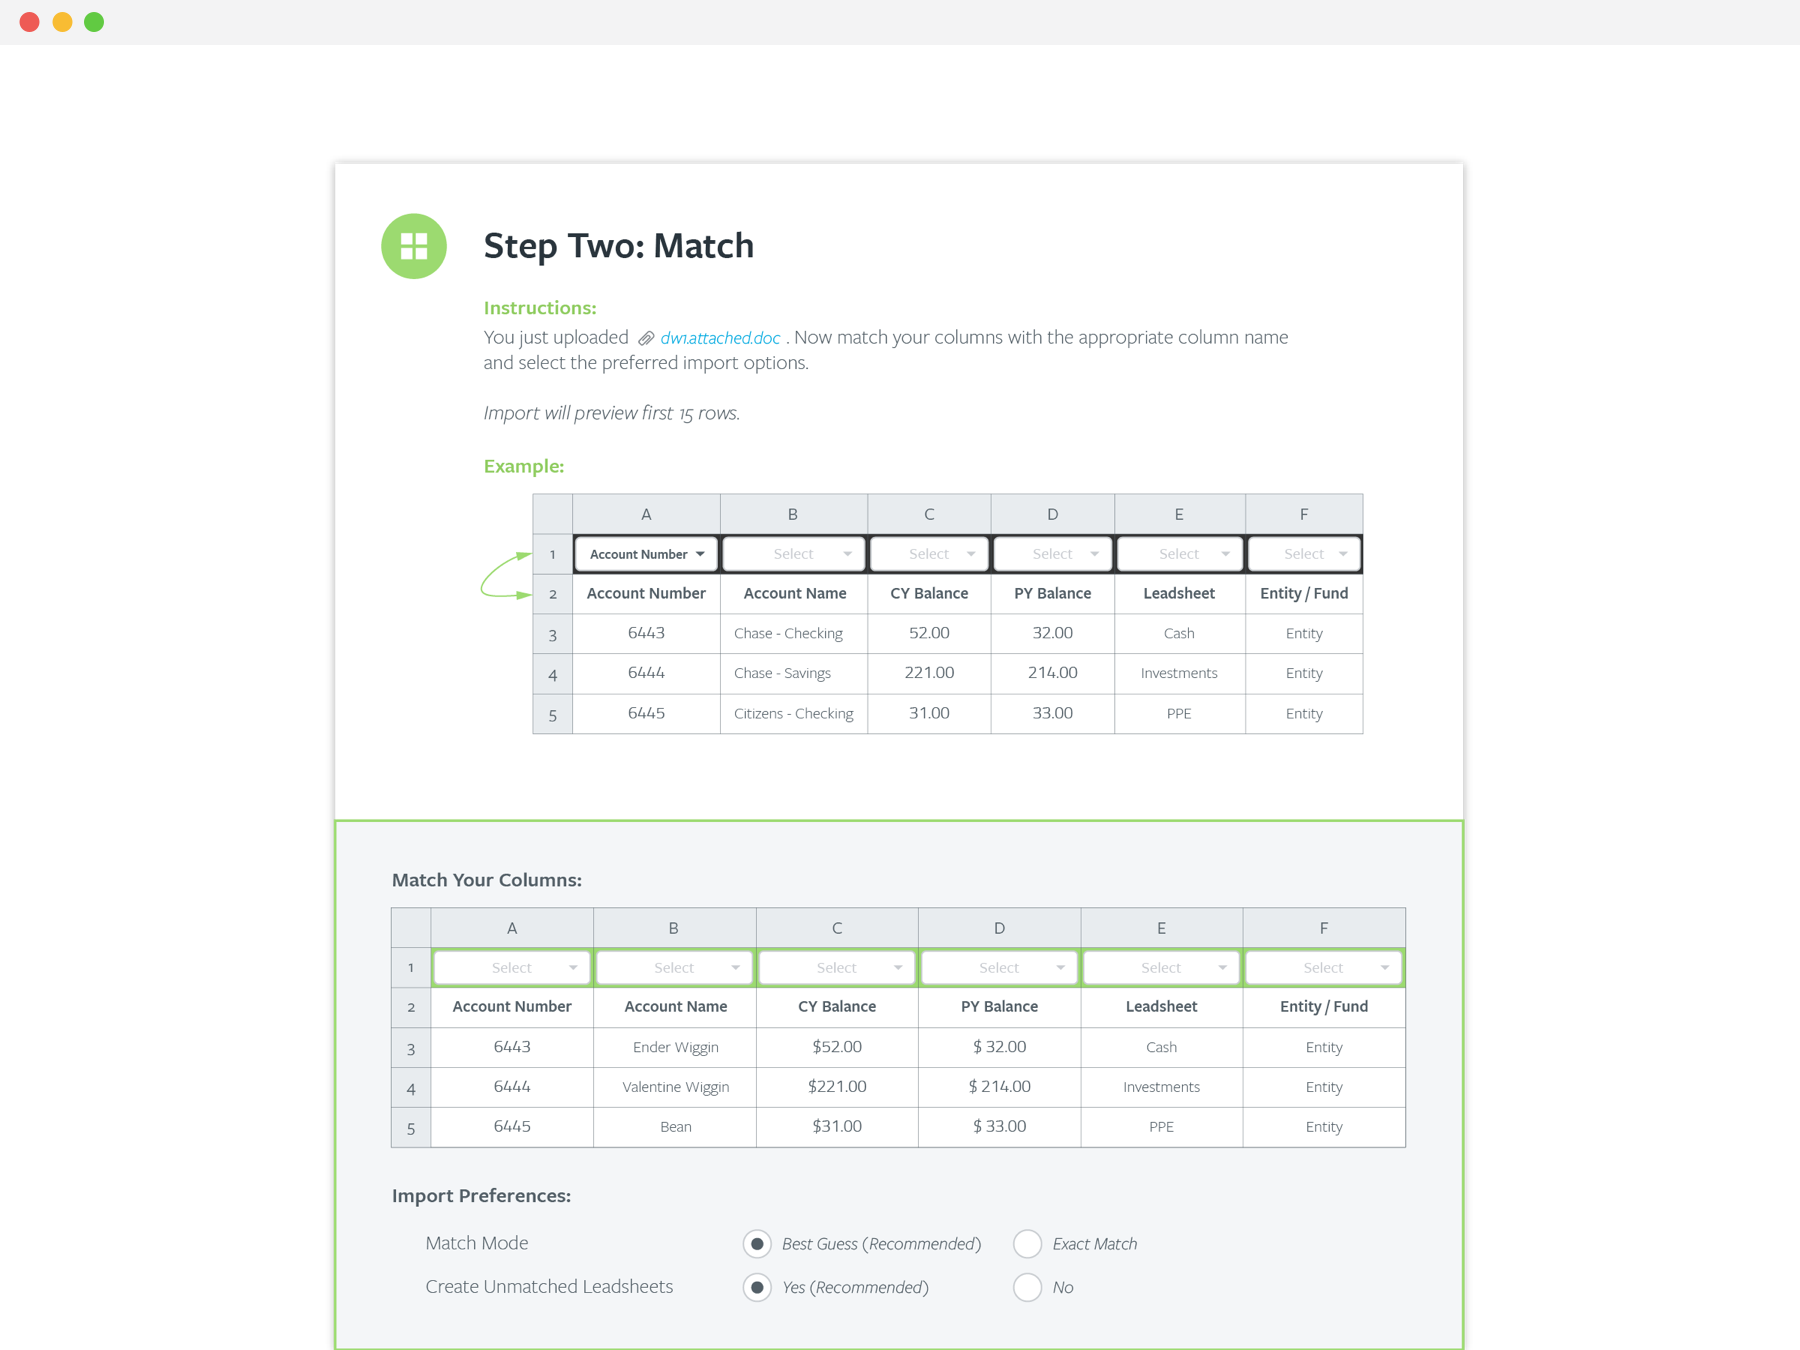 Step Two: Match
Instructions:
You just uploaded dw1.attached.doc . Now match your columns with the appropriate column name
and select the preferred import options.
Import will preview first 15 rows.
Example:
A B C D E F
1 Account Number Select Select Select Select Select
2 Account Number Account Name CY Balance PY Balance Leadsheet Entity / Fund
3 6443 Chase - Checking 52.00 32.00 Cash Entity
4 6444 Chase - Savings 221.00 214.00 Investments Entity
5 6445 Citizens - Checking 31.00 33.00 PPE Entity
Match Your Columns:
A B C D E F
1 Select Select Select Select Select Select
2 Account Number Account Name CY Balance PY Balance Leadsheet Entity / Fund
3 6443 Ender Wiggin $52.00 $ 32.00 Cash Entity
4 6444 Valentine Wiggin $221.00 $ 214.00 Investments Entity
5 6445 Bean $31.00 $ 33.00 PPE Entity
Import Preferences:
Match Mode Best Guess (Recommended) Exact Match
Create Unmatched Leadsheets Yes (Recommended) No